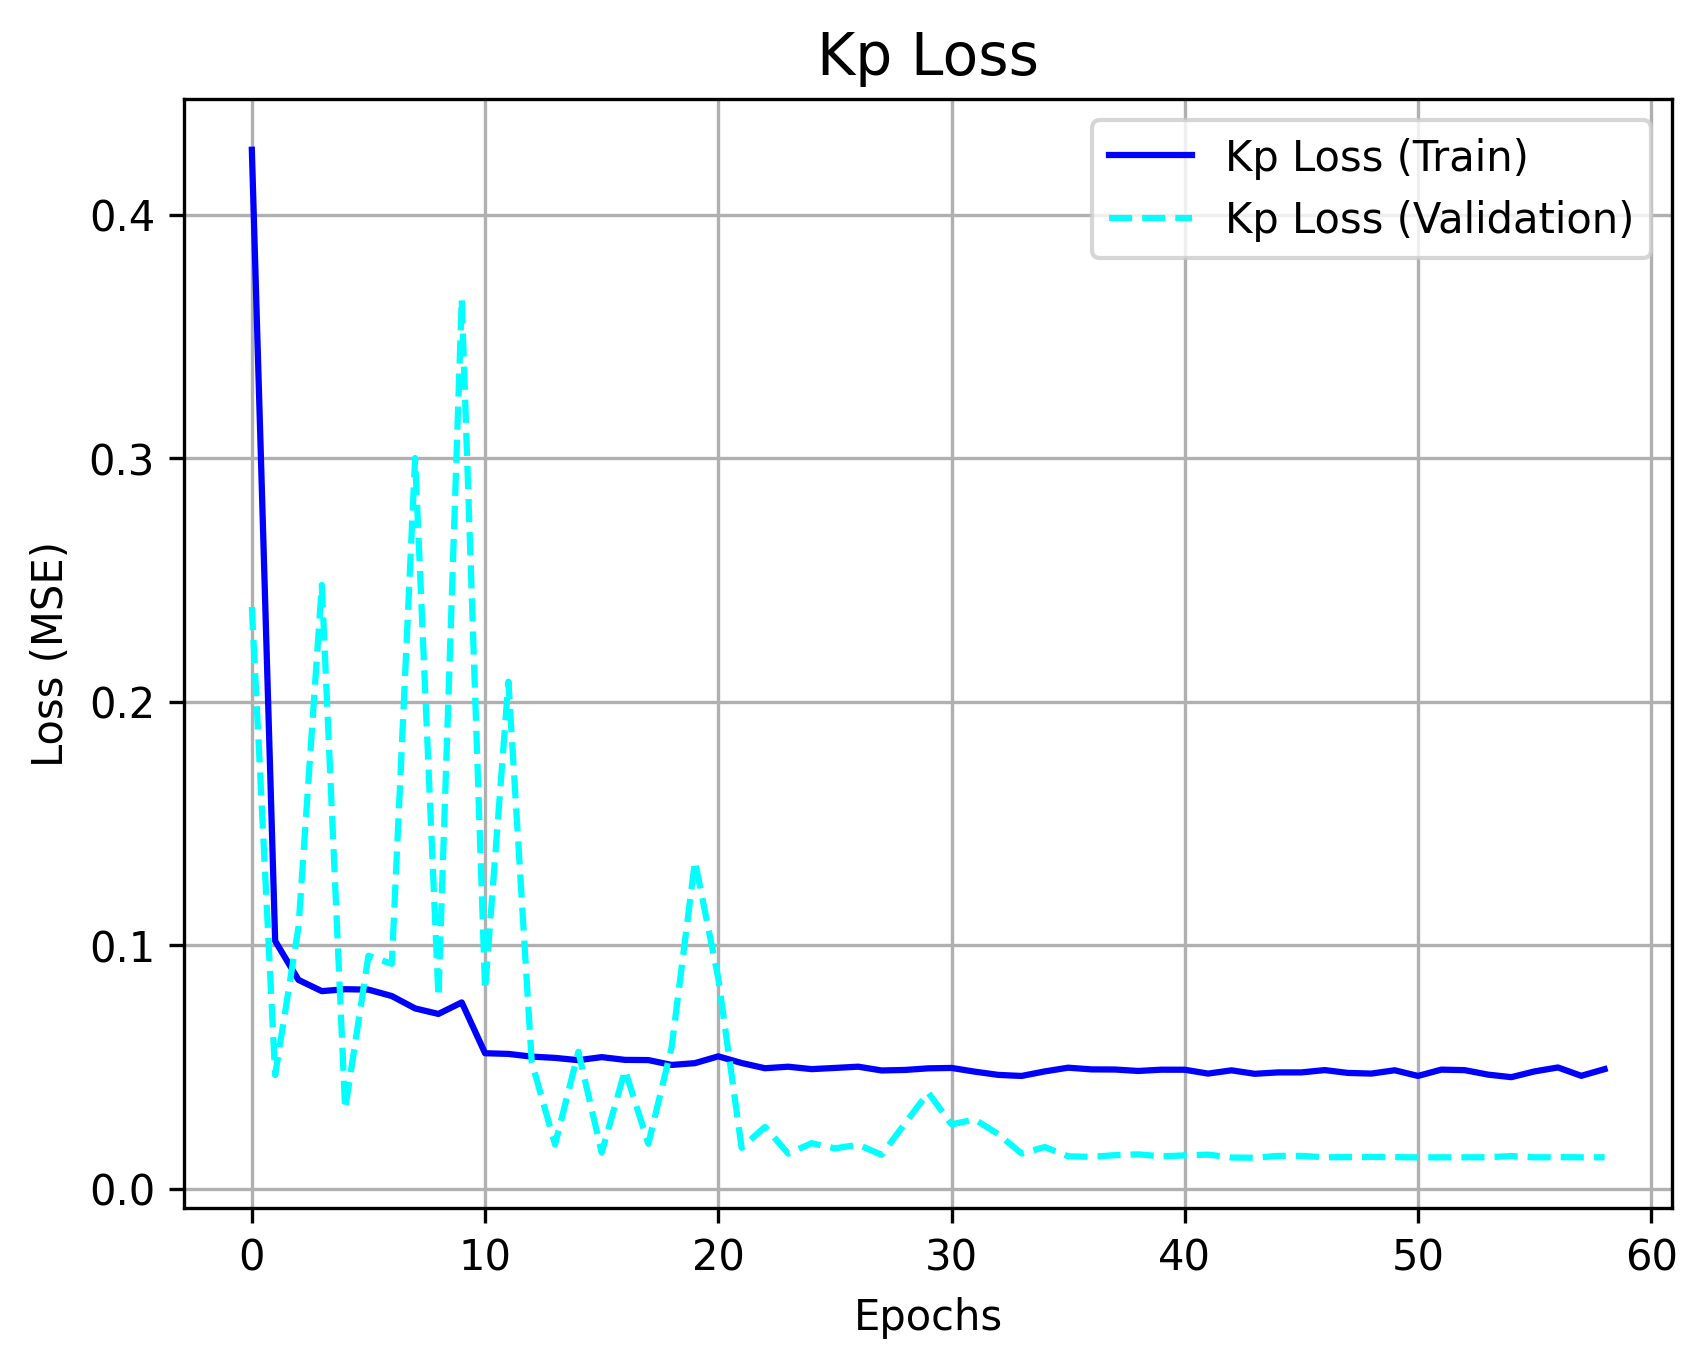 Kp Loss
Kp Loss (Train)
Kp Loss (Validation)
0.4
0.3
0.2
0.1
0.0
Loss (MSE)
0 10 20 30 40 50 60
Epochs